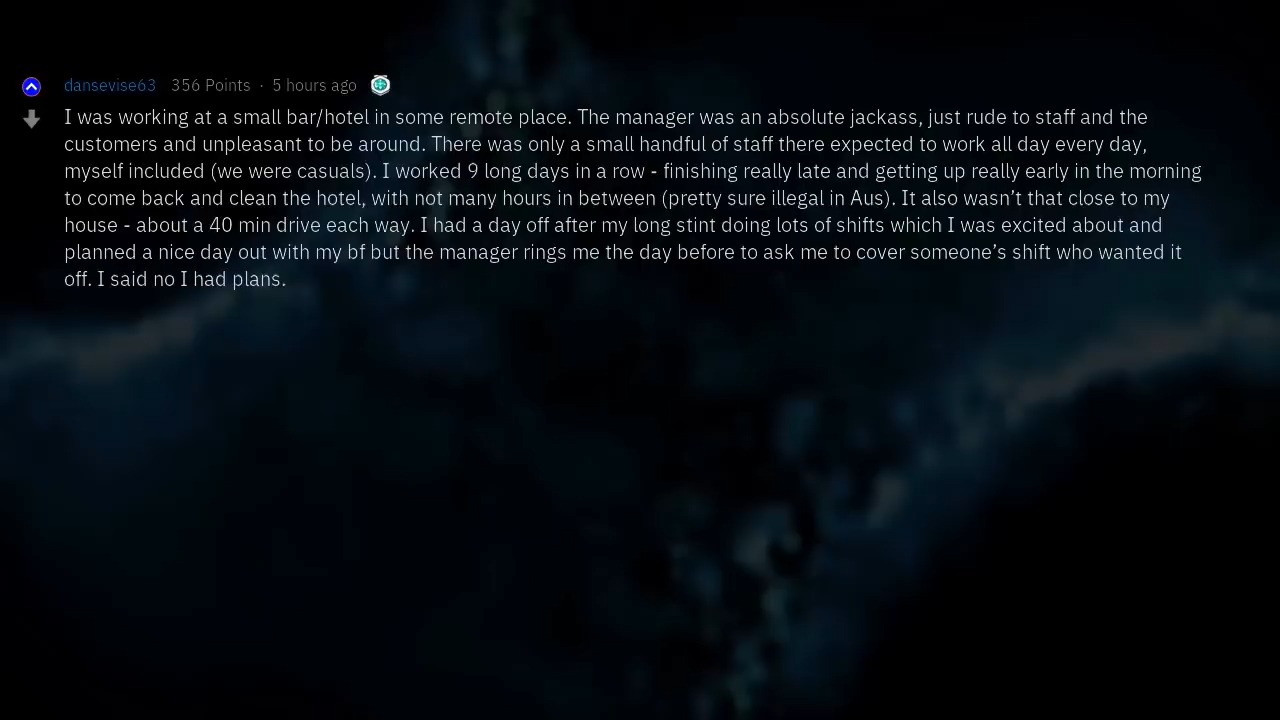 dansevise63 356 Points · 5 hours ago
I was working at a small bar/hotel in some remote place. The manager was an absolute jackass, just rude to staff and the
customers and unpleasant to be around. There was only a small handful of staff there expected to work all day every day,
myself included (we were casuals). I worked 9 long days in a row - finishing really late and getting up really early in the morning
to come back and clean the hotel, with not many hours in between (pretty sure illegal in Aus). It also wasn’t that close to my
house - about a 40 min drive each way. I had a day off after my long stint doing lots of shifts which I was excited about and
planned a nice day out with my bf but the manager rings me the day before to ask me to cover someone’s shift who wanted it
off. I said no I had plans.